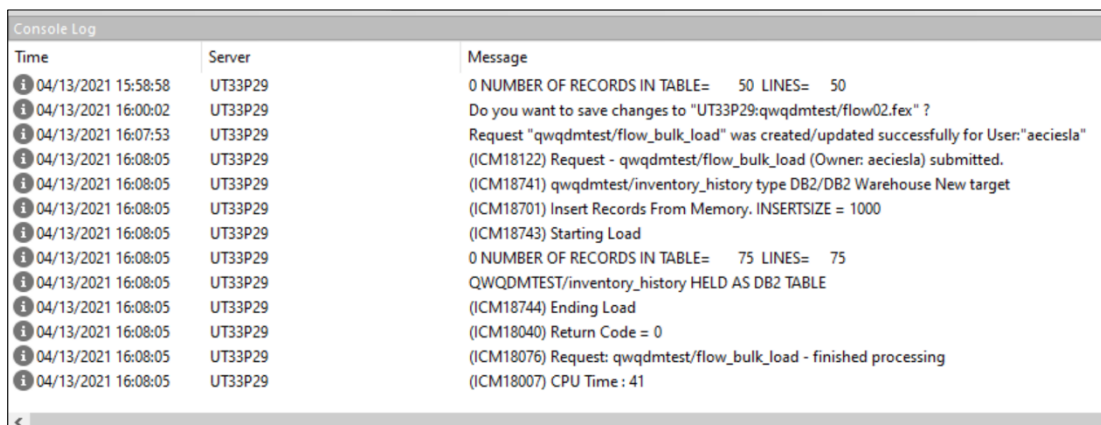 Console Log
Time Server Message
04/13/2021 15:58:58 UT33P29 0 NUMBER OF RECORDS IN TABLE= 50 LINES= 50
04/13/2021 16:00:02 UT33P29 Do you want to save changes to "UT33P29:qwqdmtest/flow02.fex" ?
04/13/2021 16:07:53 UT33P29 Request "qwqdmtest/flow_bulk_load" was created/updated successfully for User:"aeciesla"
04/13/2021 16:08:05 UT33P29 (ICM18122) Request - qwqdmtest/flow_bulk_load (Owner: aeciesla) submitted.
04/13/2021 16:08:05 UT33P29 (ICM18741) qwqdmtest/inventory_history type DB2/DB2 Warehouse New target
04/13/2021 16:08:05 UT33P29 (ICM18701) Insert Records From Memory. INSERTSIZE = 1000
04/13/2021 16:08:05 UT33P29 (ICM18743) Starting Load
04/13/2021 16:08:05 UT33P29 0 NUMBER OF RECORDS IN TABLE= 75 LINES= 75
04/13/2021 16:08:05 UT33P29 QWQDMTEST/inventory_history HELD AS DB2 TABLE
04/13/2021 16:08:05 UT33P29 (ICM18744) Ending Load
04/13/2021 16:08:05 UT33P29 (ICM18040) Return Code = 0
04/13/2021 16:08:05 UT33P29 (ICM18076) Request: qwqdmtest/flow_bulk_load - finished processing
04/13/2021 16:08:05 UT33P29 (ICM18007) CPU Time : 41